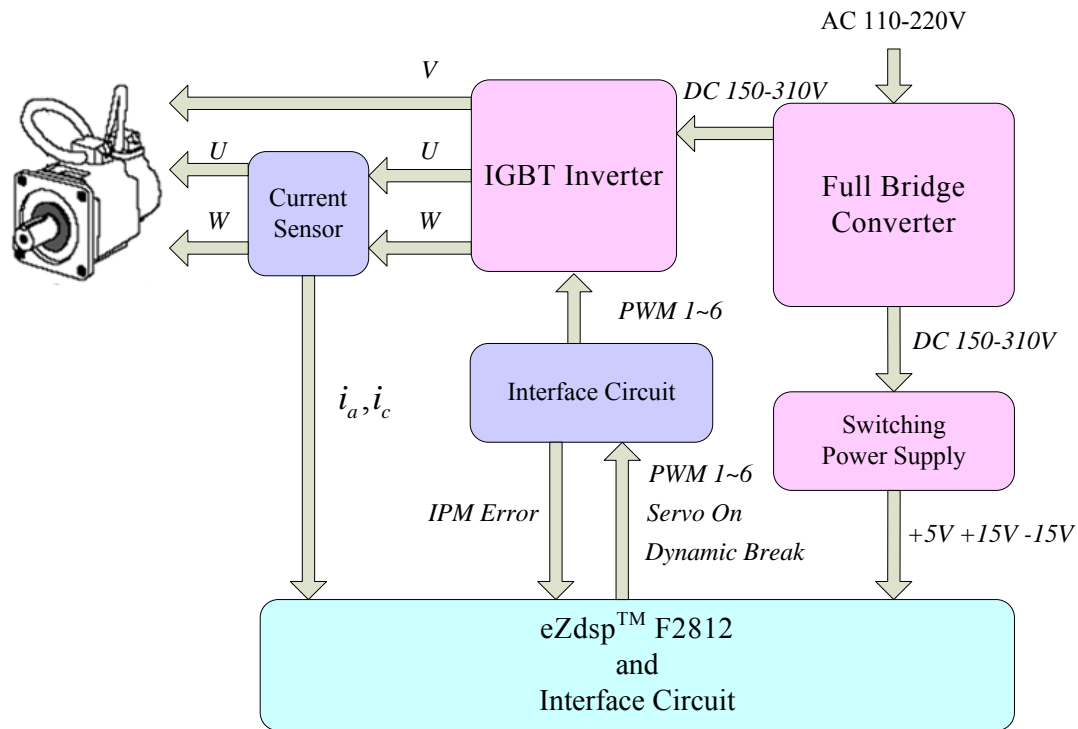 AC 110-220V
V
DC 150-310V
U
U
IGBT Inverter
Full Bridge
Converter
Current
Sensor
W
W
PWM 1~6
DC 150-310V
i_a, i_c
Interface Circuit
Switching
Power Supply
PWM 1~6
IPM Error
Servo On
+5V +15V -15V
Dynamic Break
eZdsp™ F2812
and
Interface Circuit